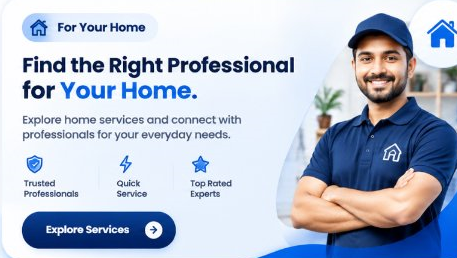 For Your Home
Find the Right Professional
for Your Home.
Explore home services and connect with
professionals for your everyday needs.
Trusted
Professionals
Quick
Service
Top Rated
Experts
Explore Services